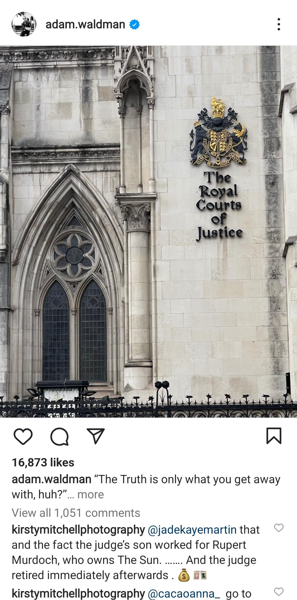 adam.waldman
The
Royal
Courts
of
Justice
16,873 likes
adam.waldman “The Truth is only what you get away
with, huh?”… more
View all 1,051 comments
kirstymitchellphotography @jadekayemartin that
and the fact the judge’s son worked for Rupert
Murdoch, who owns The Sun. ……. And the judge
retired immediately afterwards . 💰💷
kirstymitchellphotography @cacaoanna_ go to